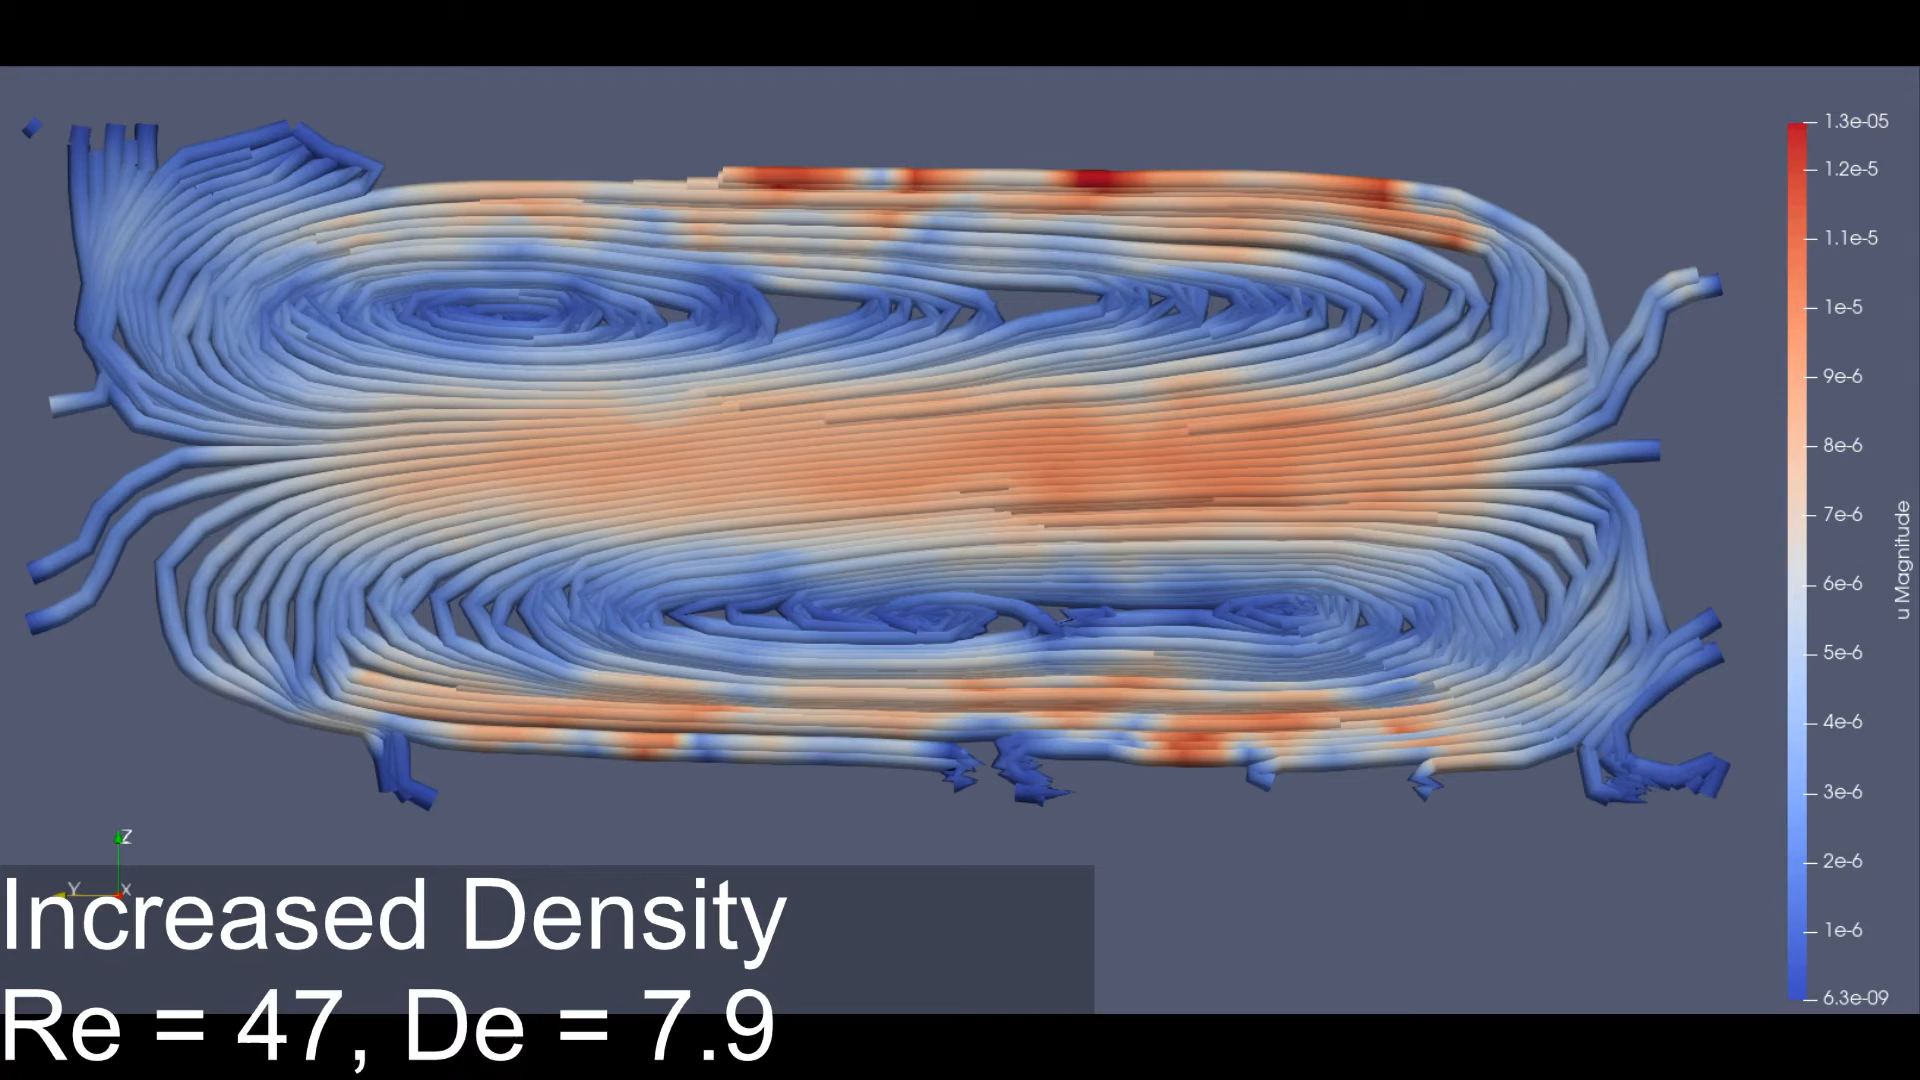 1.3e-05
1.2e-5
1.1e-5
1e-5
9e-6
8e-6
7e-6
6e-6
5e-6
4e-6
3e-6
2e-6
1e-6
6.3e-09
u Magnitude
Z
Y X
Increased Density
Re = 47, De = 7.9